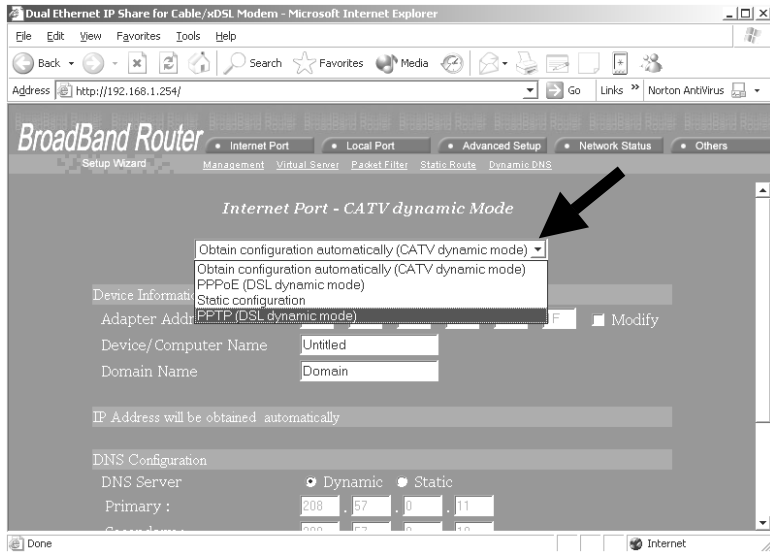 Dual Ethernet IP Share for Cable/xDSL Modem - Microsoft Internet Explorer
File Edit View Favorites Tools Help
Back Search Favorites Media
Address http://192.168.1.254/ Go Links » Norton AntiVirus
BroadBand Router
Internet Port Local Port Advanced Setup Network Status Others
Setup Wizard Management Virtual Server Packet Filter Static Route Dynamic DNS
Internet Port - CATV dynamic Mode
Obtain configuration automatically (CATV dynamic mode)
Obtain configuration automatically (CATV dynamic mode)
PPPoE (DSL dynamic mode)
Static configuration
PPTP (DSL dynamic mode)
Device
Adapter F Modify
Device/Computer Name Untitled
Domain Name Domain
IP Address will be obtained automatically
DNS Configuration
DNS Server Dynamic Static
Primary : 208 . 57 . 0 . 11
Done Internet